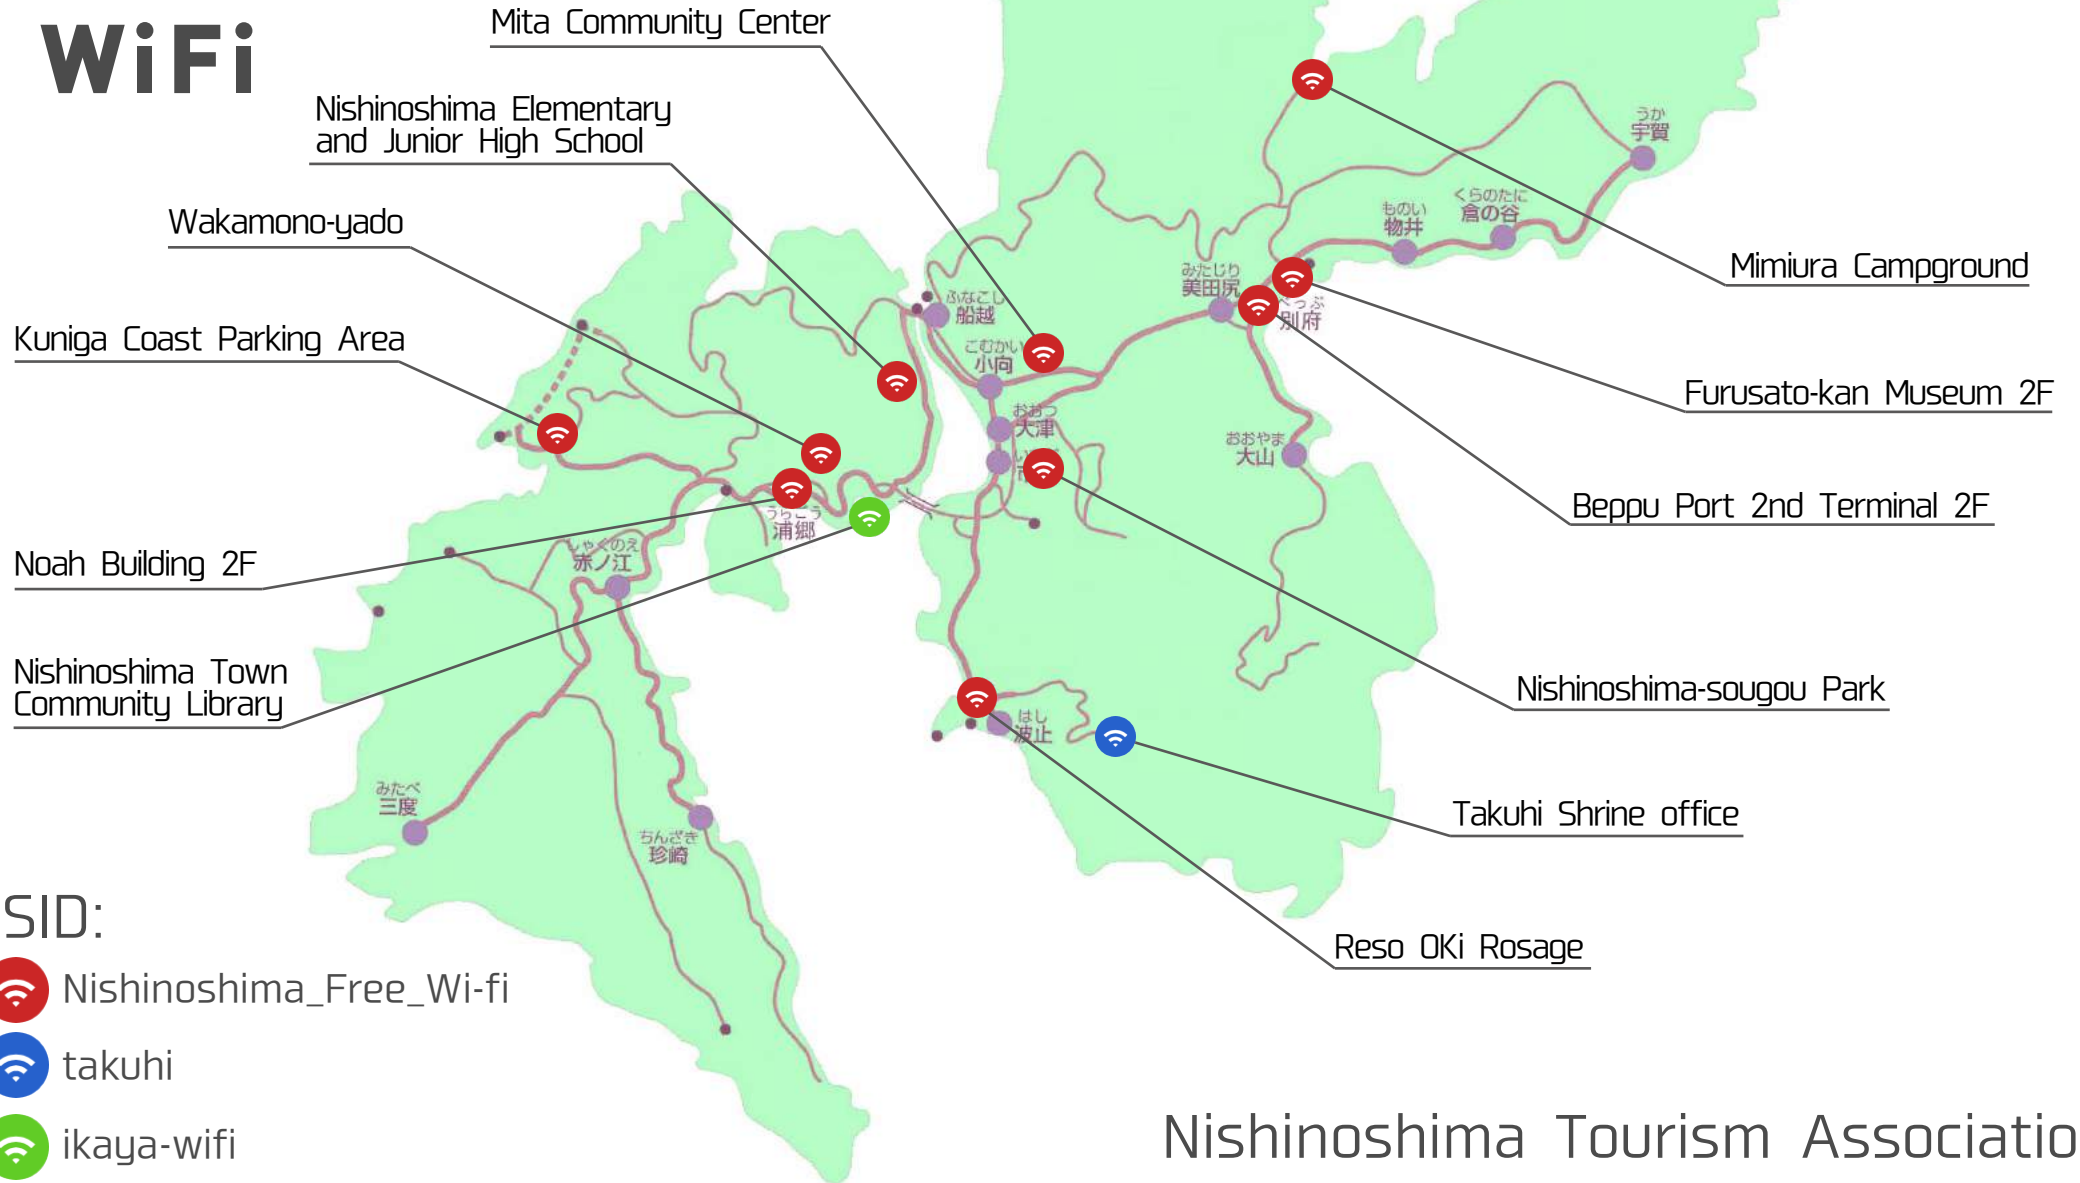 WiFi
Mita Community Center
Nishinoshima Elementary
and Junior High School
Wakamono-yado
Kuniga Coast Parking Area
Noah Building 2F
Nishinoshima Town
Community Library
Mimiura Campground
Furusato-kan Museum 2F
Beppu Port 2nd Terminal 2F
Nishinoshima-sougou Park
Takuhi Shrine office
Reso OKi Rosage
うか
宇賀
くらのたに
倉の谷
ものい
物井
みたじり
美田尻
べっぷ
別府
ふなこし
船越
こむかい
小向
おおつ
大津
おおやま
大山
うらごう
浦郷
しゃくのえ
赤ノ江
はし
波止
みたべ
三度
ちんざき
珍崎
SID:
Nishinoshima_Free_Wi-fi
takuhi
ikaya-wifi
Nishinoshima Tourism Associatio